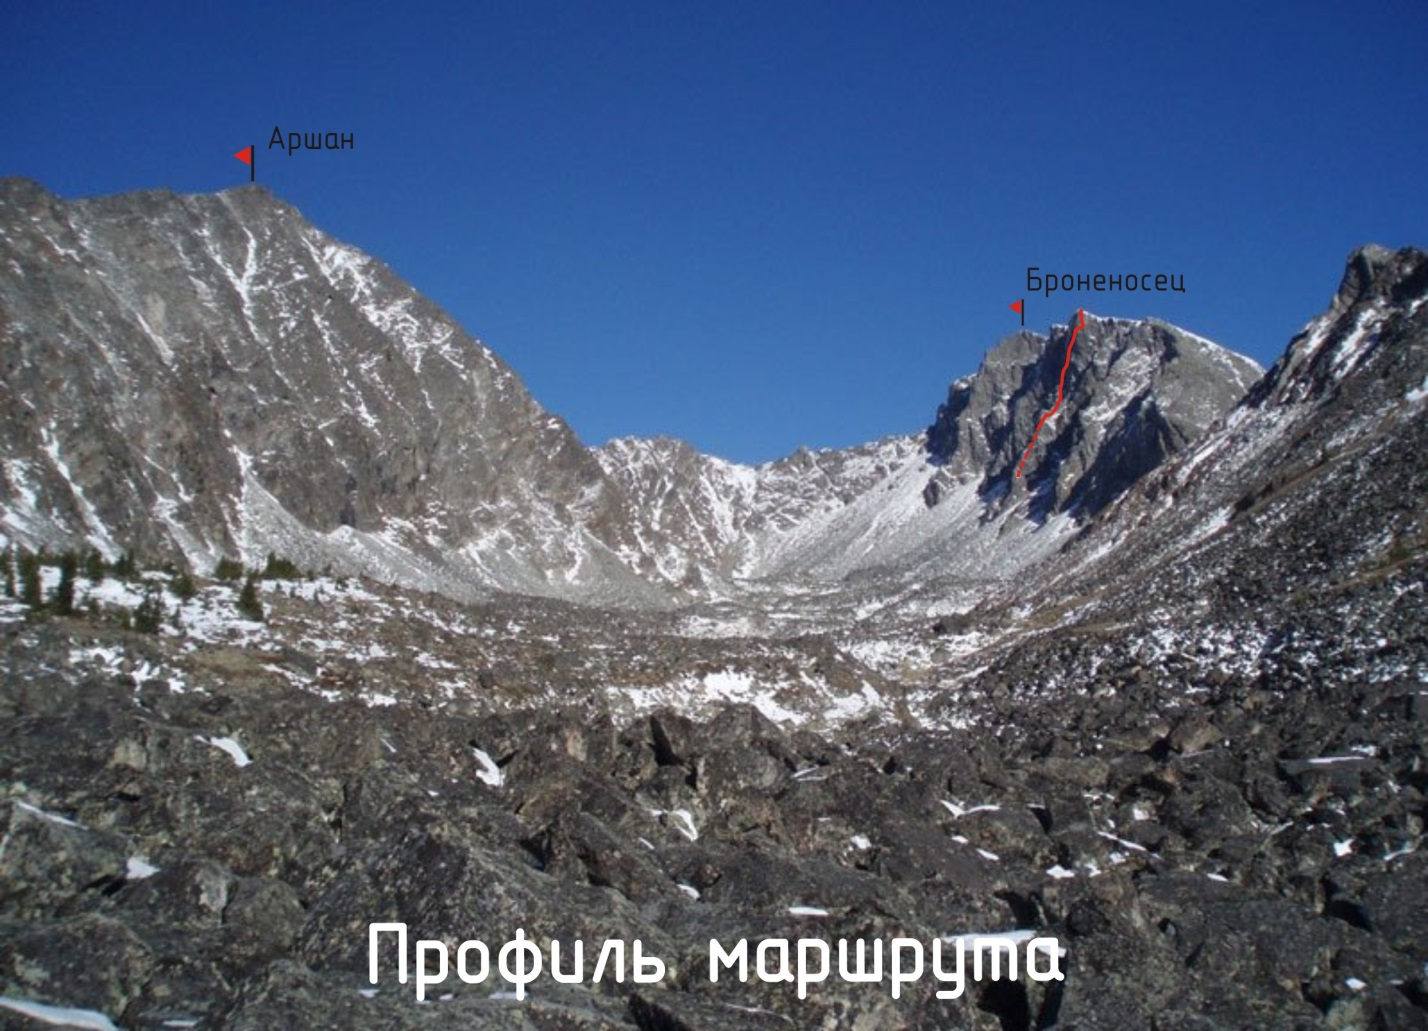 Аршан
Броненосец
Профиль маршрута